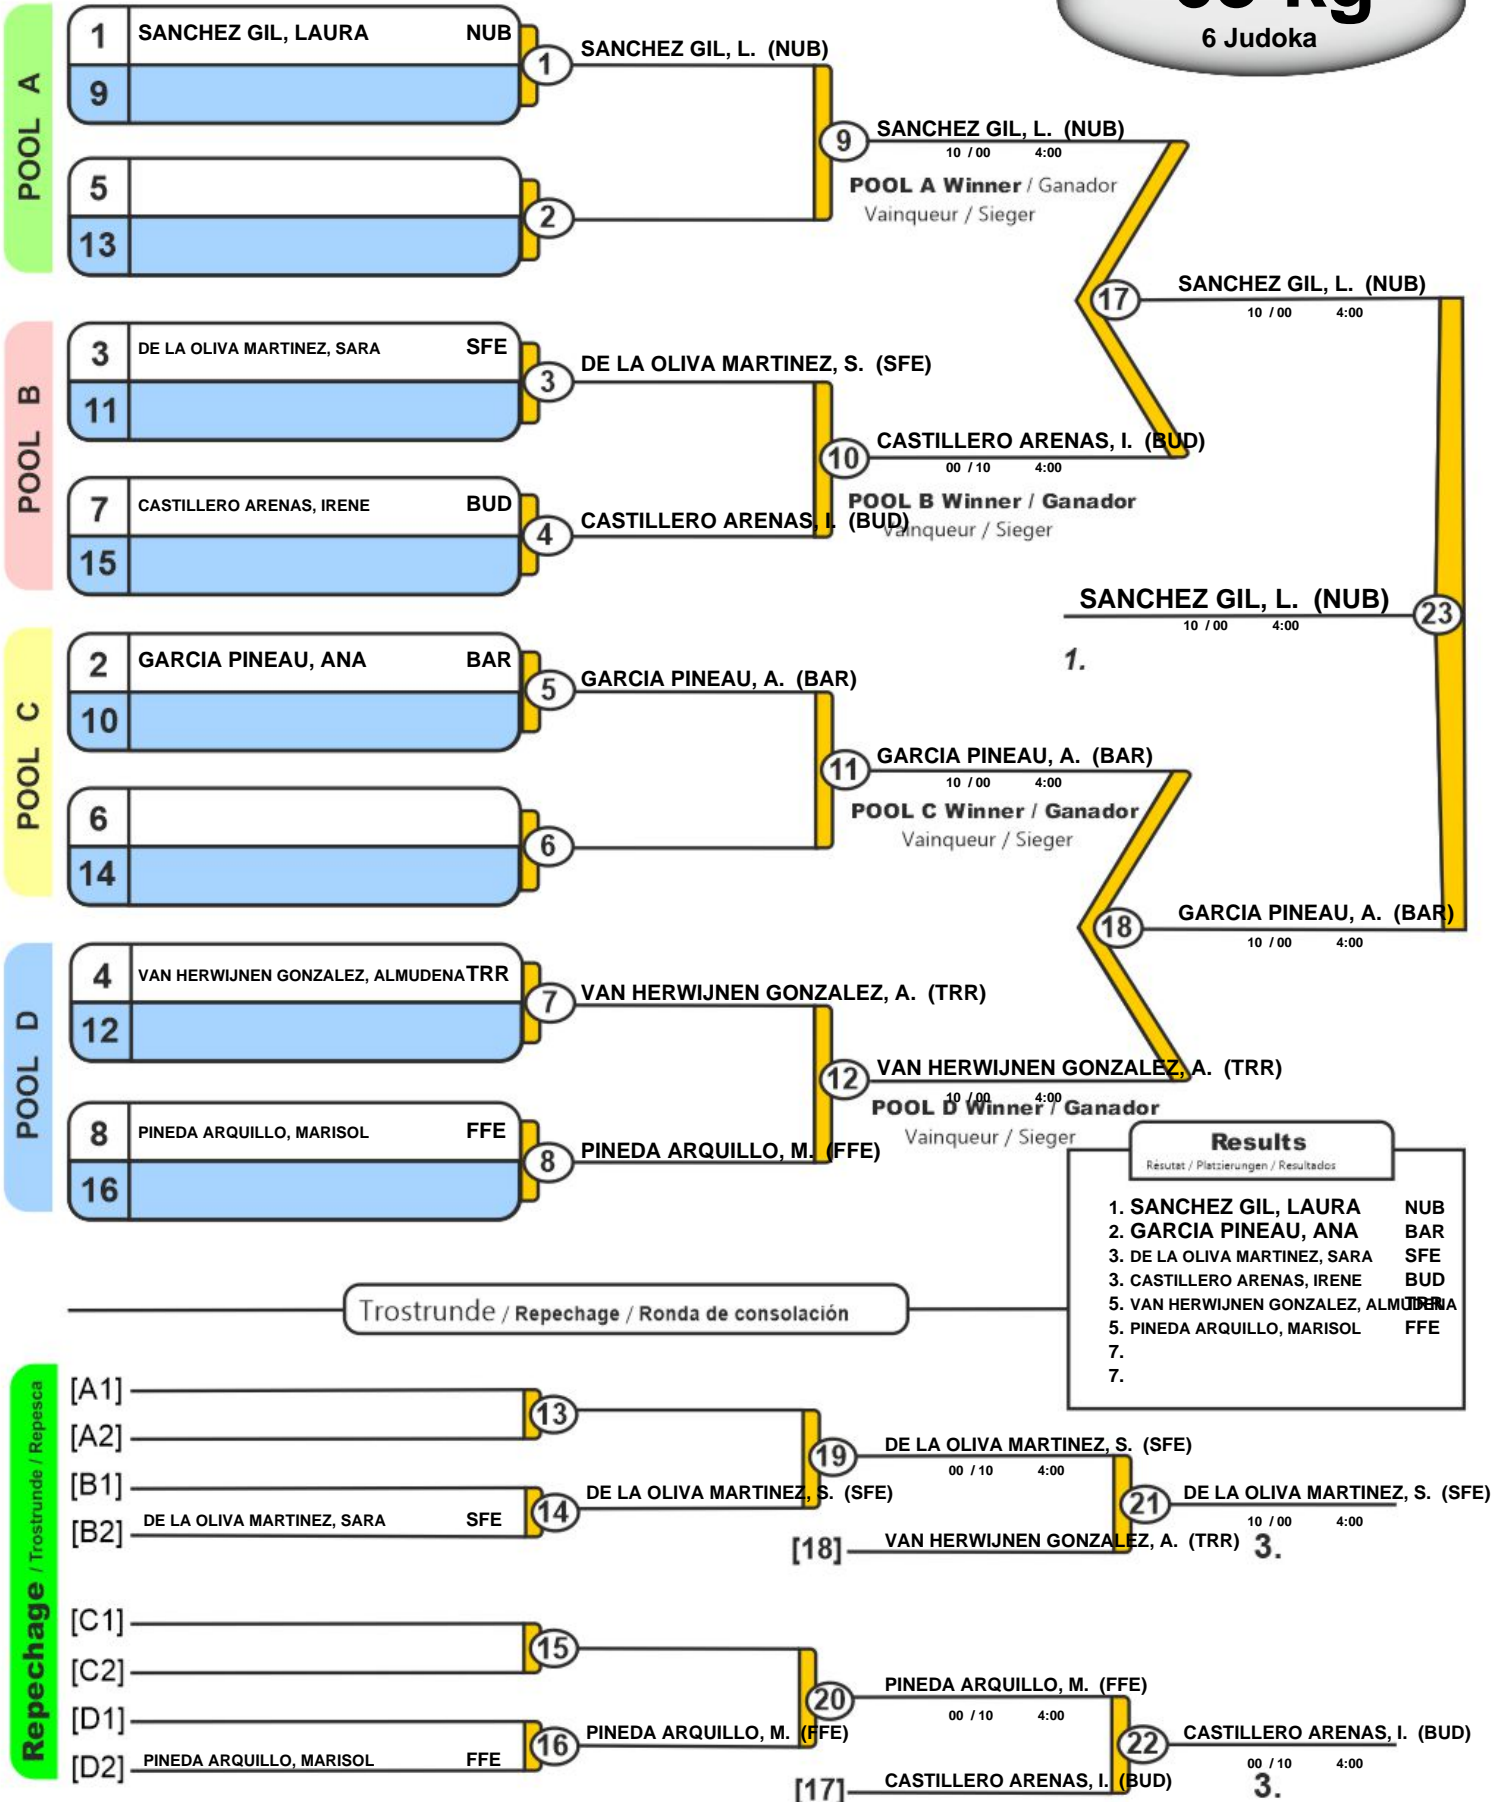 6 Judoka
POOL A
1 SANCHEZ GIL, LAURA NUB
9
5
13
1 SANCHEZ GIL, L. (NUB)
2
9 SANCHEZ GIL, L. (NUB)
10 / 00 4:00
POOL A Winner / Ganador
Vainqueur / Sieger
POOL B
3 DE LA OLIVA MARTINEZ, SARA SFE
11
7 CASTILLERO ARENAS, IRENE BUD
15
3 DE LA OLIVA MARTINEZ, S. (SFE)
4 CASTILLERO ARENAS, I. (BUD)
10 CASTILLERO ARENAS, I. (BUD)
00 / 10 4:00
POOL B Winner / Ganador
Vainqueur / Sieger
17 SANCHEZ GIL, L. (NUB)
10 / 00 4:00
SANCHEZ GIL, L. (NUB) 23
10 / 00 4:00
1.
POOL C
2 GARCIA PINEAU, ANA BAR
10
6
14
5 GARCIA PINEAU, A. (BAR)
6
11 GARCIA PINEAU, A. (BAR)
10 / 00 4:00
POOL C Winner / Ganador
Vainqueur / Sieger
18 GARCIA PINEAU, A. (BAR)
10 / 00 4:00
POOL D
4 VAN HERWIJNEN GONZALEZ, ALMUDENA TRR
12
8 PINEDA ARQUILLO, MARISOL FFE
16
7 VAN HERWIJNEN GONZALEZ, A. (TRR)
8 PINEDA ARQUILLO, M. (FFE)
12 VAN HERWIJNEN GONZALEZ, A. (TRR)
10 / 00 4:00
POOL D Winner / Ganador
Vainqueur / Sieger
Results
Résutat / Platzierungen / Resultados
1. SANCHEZ GIL, LAURA NUB
2. GARCIA PINEAU, ANA BAR
3. DE LA OLIVA MARTINEZ, SARA SFE
3. CASTILLERO ARENAS, IRENE BUD
5. VAN HERWIJNEN GONZALEZ, ALMUDENA TRR
5. PINEDA ARQUILLO, MARISOL FFE
7.
7.
Trostrunde / Repechage / Ronda de consolación
Repechage / Trostrunde / Repesca
[A1]
[A2]
[B1]
[B2] DE LA OLIVA MARTINEZ, SARA SFE
13
14 DE LA OLIVA MARTINEZ, S. (SFE)
19 DE LA OLIVA MARTINEZ, S. (SFE)
00 / 10 4:00
[18] VAN HERWIJNEN GONZALEZ, A. (TRR)
21 DE LA OLIVA MARTINEZ, S. (SFE)
10 / 00 4:00
3.
[C1]
[C2]
[D1]
[D2] PINEDA ARQUILLO, MARISOL FFE
15
16 PINEDA ARQUILLO, M. (FFE)
20 PINEDA ARQUILLO, M. (FFE)
00 / 10 4:00
[17] CASTILLERO ARENAS, I. (BUD)
22 CASTILLERO ARENAS, I. (BUD)
00 / 10 4:00
3.